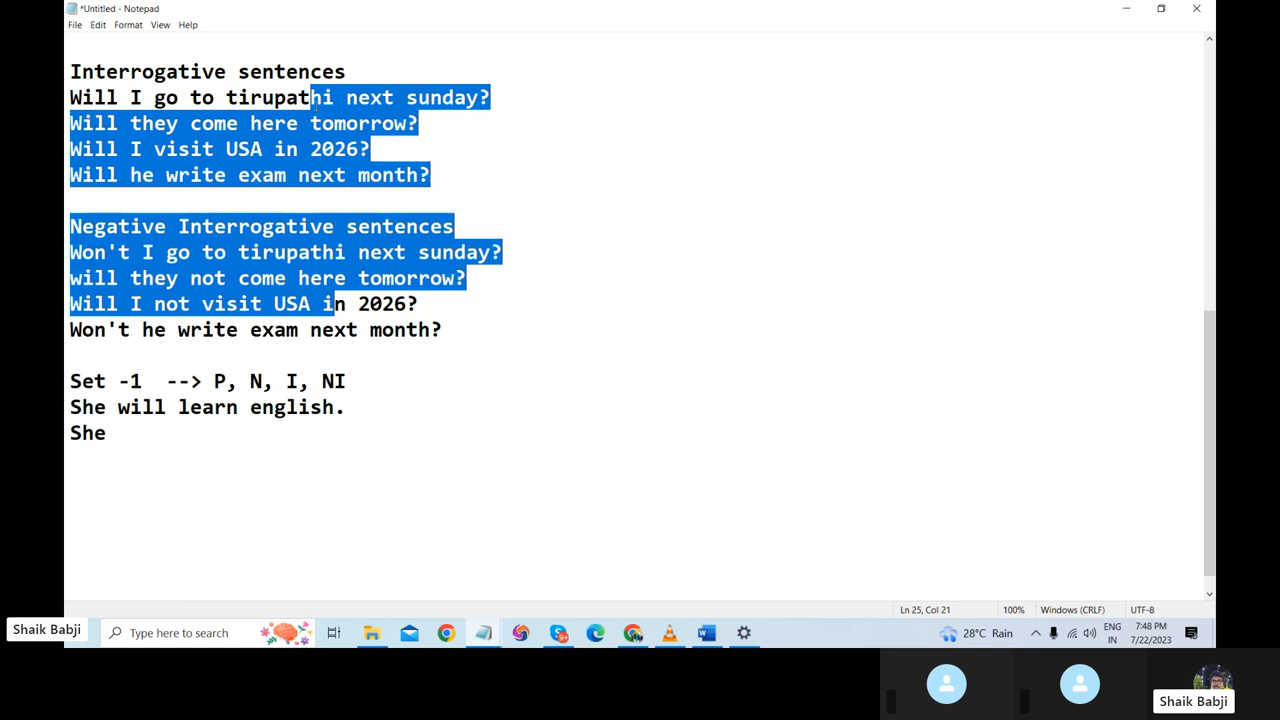 *Untitled - Notepad
File Edit Format View Help
Interrogative sentences
Will I go to tirupathi next sunday?
Will they come here tomorrow?
Will I visit USA in 2026?
Will he write exam next month?
Negative Interrogative sentences
Won't I go to tirupathi next sunday?
will they not come here tomorrow?
Will I not visit USA in 2026?
Won't he write exam next month?
Set -1 --> P, N, I, NI
She will learn english.
She
Ln 25, Col 21 100% Windows (CRLF) UTF-8
Shaik Babji
Type here to search
28°C Rain
ENG
IN
7:48 PM
7/22/2023
Shaik Babji